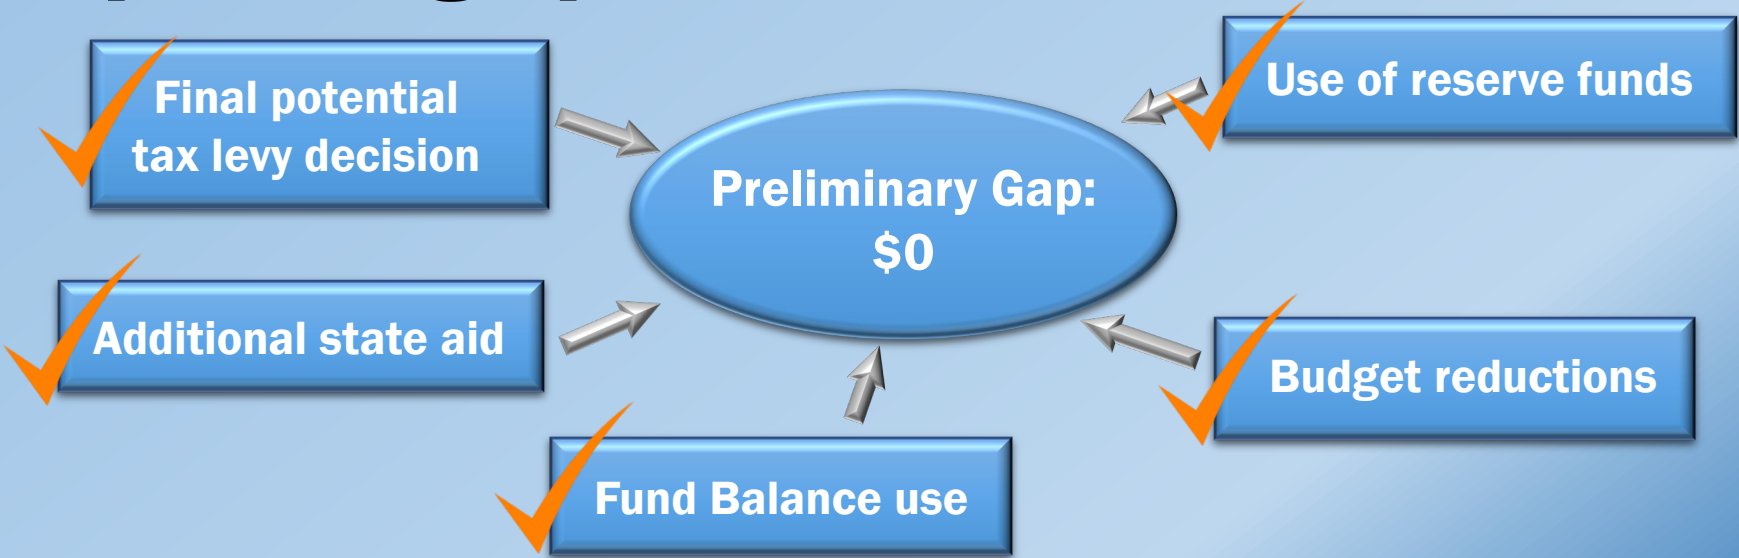 Final potential
tax levy decision
Use of reserve funds
Preliminary Gap:
$0
Additional state aid
Budget reductions
Fund Balance use